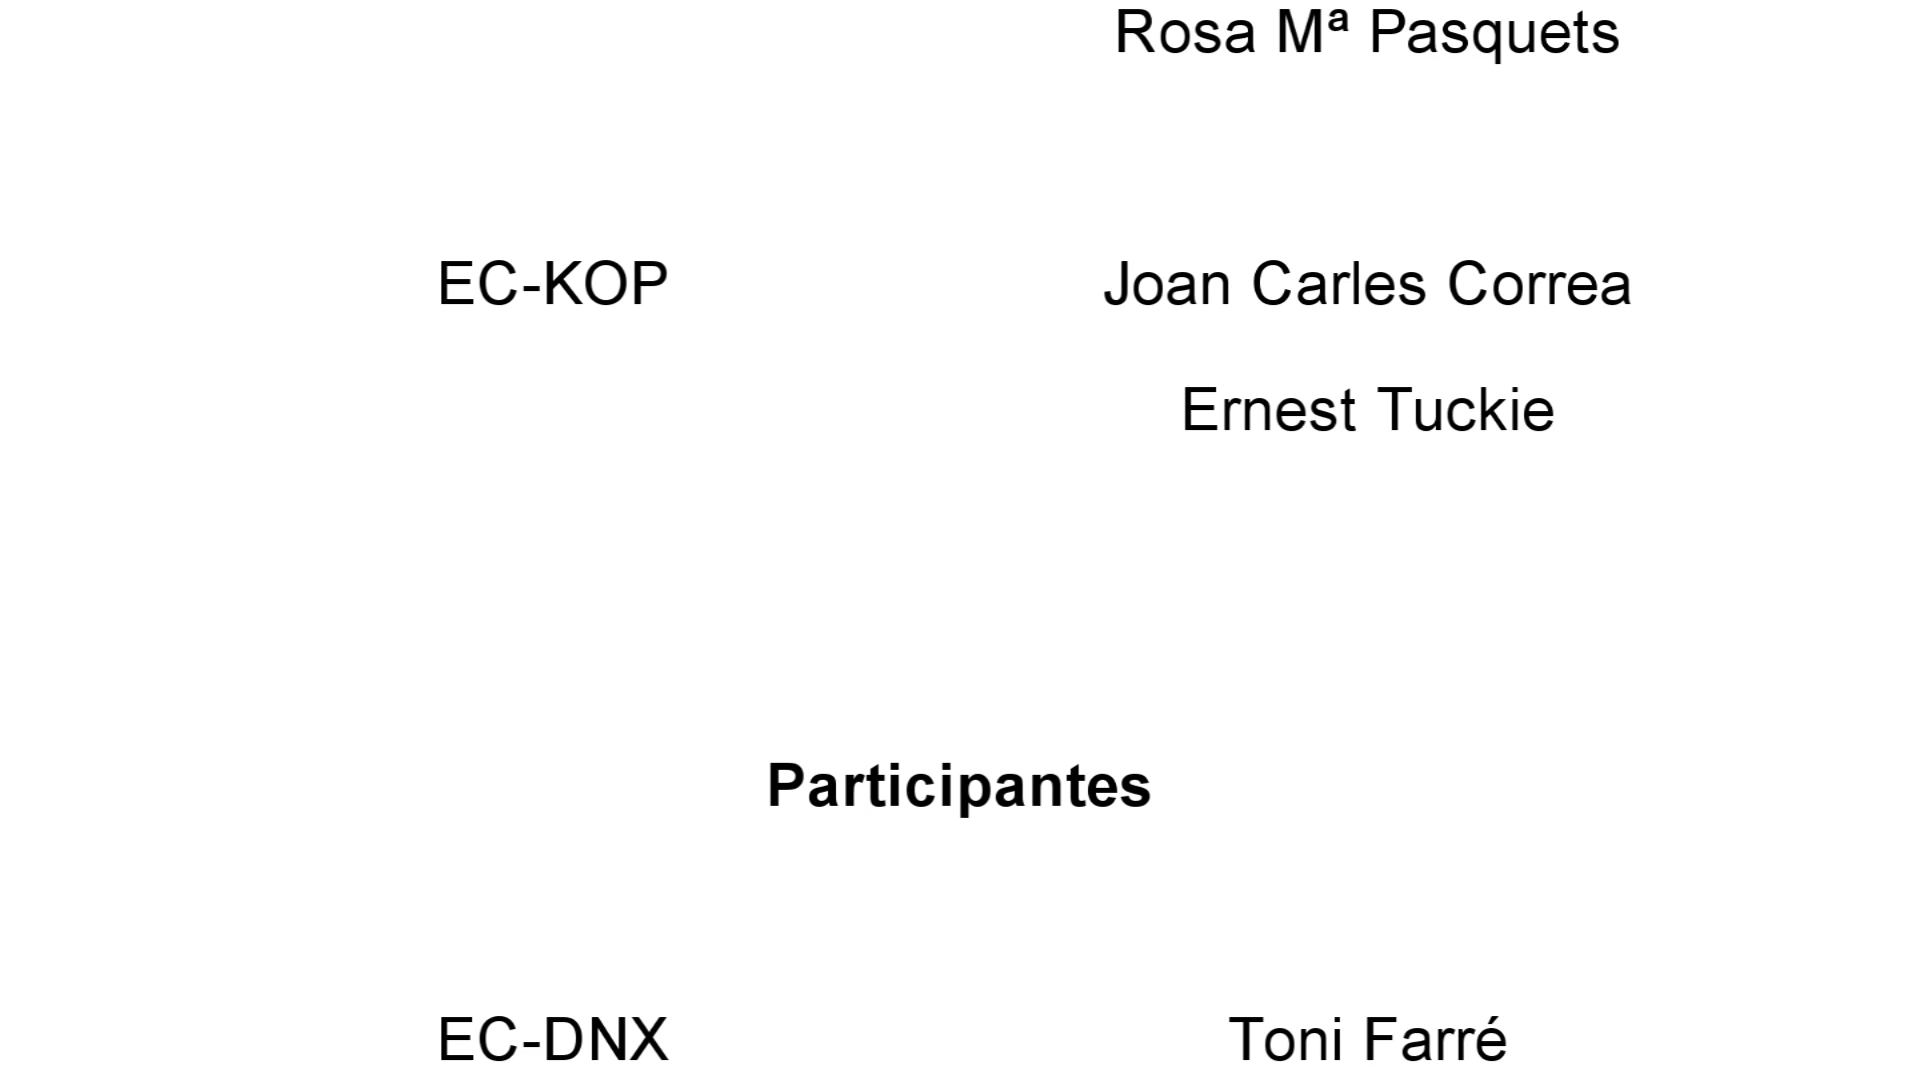 Rosa Mª Pasquets
EC-KOP Joan Carles Correa
Ernest Tuckie
Participantes
EC-DNX Toni Farré